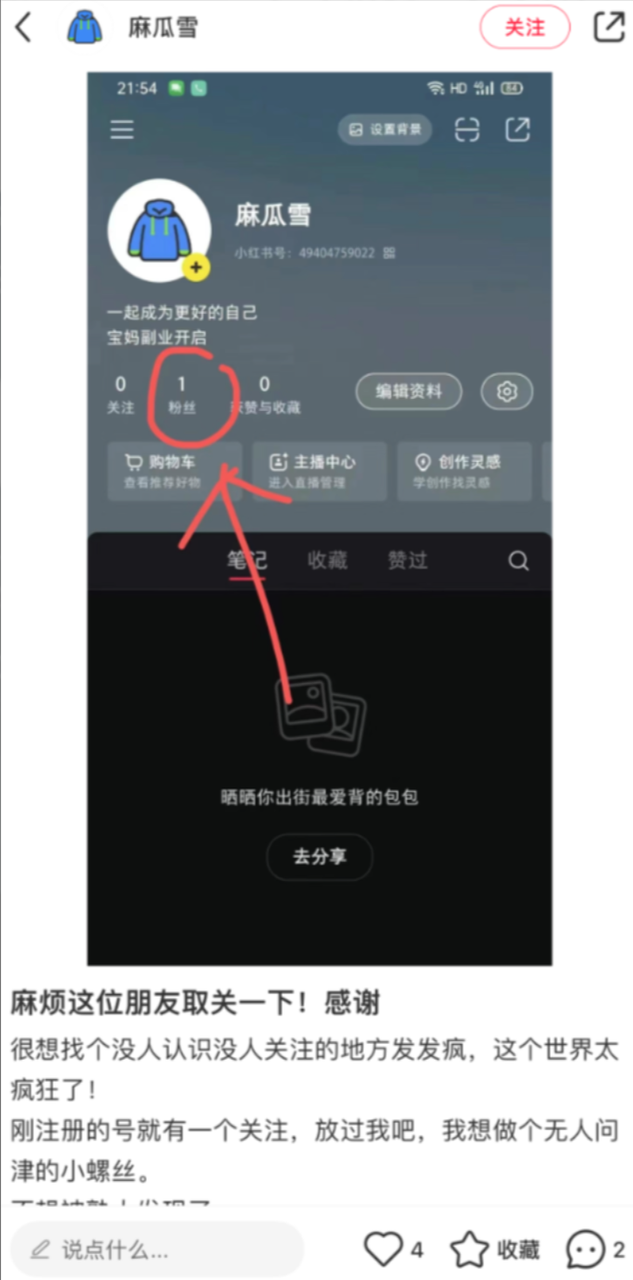 麻瓜雪
关注
21:54
HD 4G 84
设置背景
麻瓜雪
小红书号：49404759022
一起成为更好的自己
宝妈副业开启
0 1 0
关注 粉丝 获赞与收藏
编辑资料
购物车 主播中心 创作灵感
查看推荐好物 进入直播管理 学创作找灵感
笔记 收藏 赞过
晒晒你出街最爱背的包包
去分享
麻烦这位朋友取关一下！感谢
很想找个没人认识没人关注的地方发发疯，这个世界太
疯狂了！
刚注册的号就有一个关注，放过我吧，我想做个无人问
津的小螺丝。
说点什么... 4 收藏 2